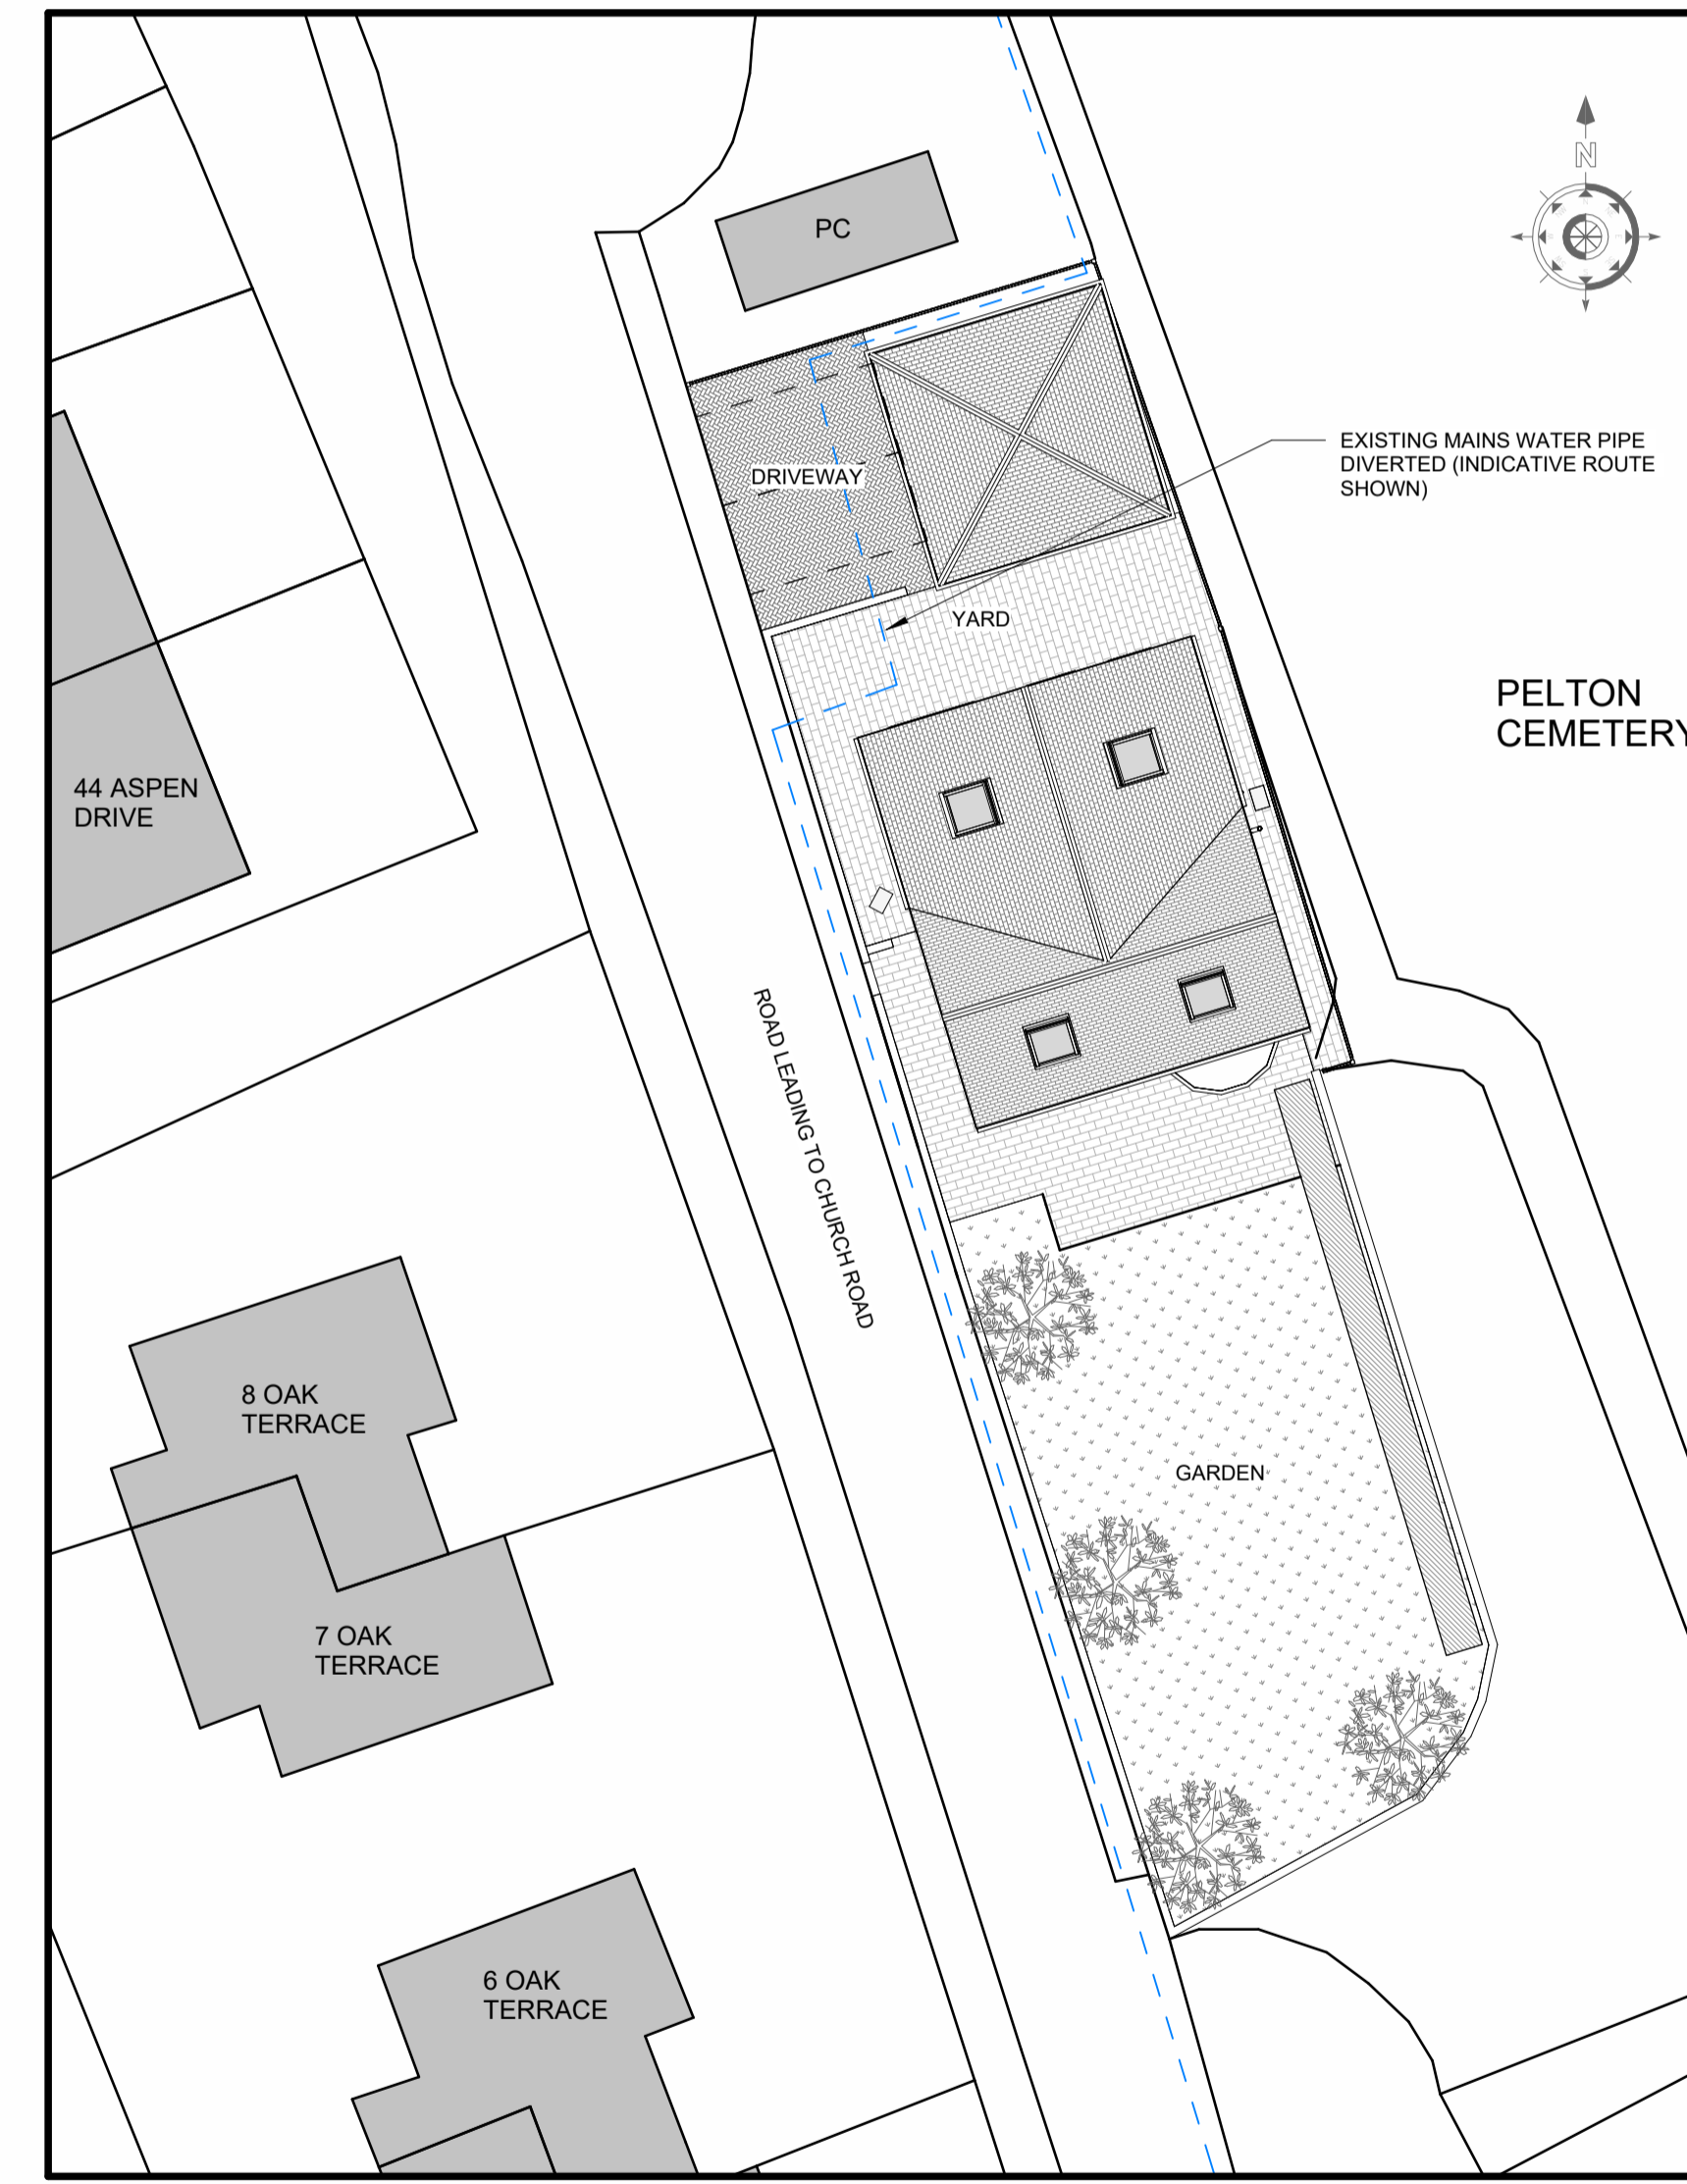 N
PC
EXISTING MAINS WATER PIPE
DIVERTED (INDICATIVE ROUTE
SHOWN)
DRIVEWAY
YARD
PELTON
CEMETERY
44 ASPEN
DRIVE
ROAD LEADING TO CHURCH ROAD
8 OAK
TERRACE
GARDEN
7 OAK
TERRACE
6 OAK
TERRACE